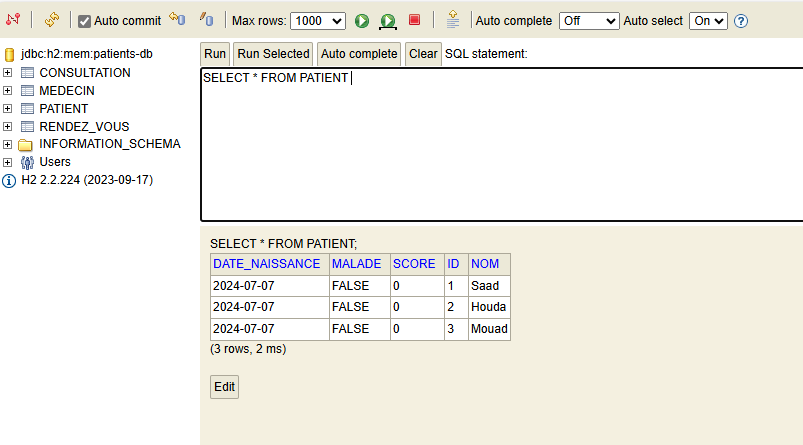 Auto commit Max rows: 1000 Auto complete Off Auto select On ?
jdbc:h2:mem:patients-db
CONSULTATION
MEDECIN
PATIENT
RENDEZ_VOUS
INFORMATION_SCHEMA
Users
H2 2.2.224 (2023-09-17)
Run Run Selected Auto complete Clear SQL statement:
SELECT * FROM PATIENT
SELECT * FROM PATIENT;
DATE_NAISSANCE MALADE SCORE ID NOM
2024-07-07 FALSE 0 1 Saad
2024-07-07 FALSE 0 2 Houda
2024-07-07 FALSE 0 3 Mouad
(3 rows, 2 ms)
Edit